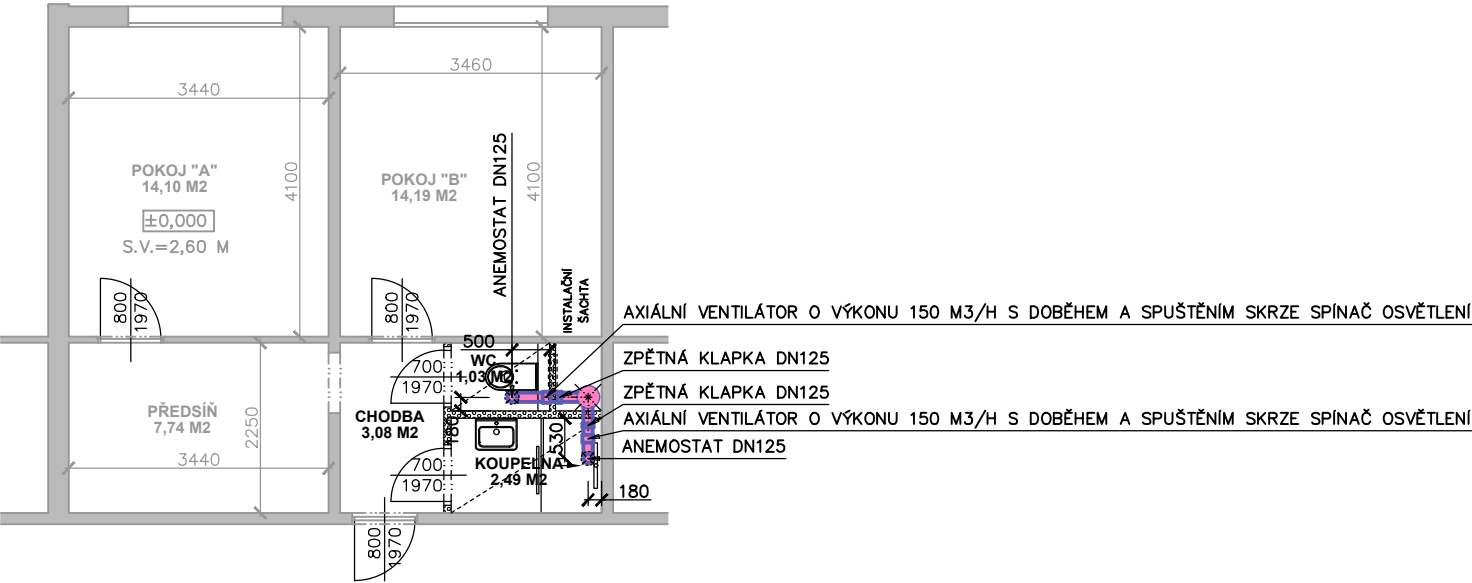 3460
3440
POKOJ "A"
14,10 M2
±0,000
S.V.=2,60 M
4100
POKOJ "B"
14,19 M2
ANEMOSTAT DN125
4100
INSTALAČNÍ
ŠACHTA
800
1970
800
1970
AXIÁLNÍ VENTILÁTOR O VÝKONU 150 M3/H S DOBĚHEM A SPUŠTĚNÍM SKRZE SPÍNAČ OSVĚTLENÍ
500
WC
1,03 M2
700
1970
ZPĚTNÁ KLAPKA DN125
ZPĚTNÁ KLAPKA DN125
PŘEDSÍŇ
7,74 M2
2250
3440
CHODBA
3,08 M2
180
530
AXIÁLNÍ VENTILÁTOR O VÝKONU 150 M3/H S DOBĚHEM A SPUŠTĚNÍM SKRZE SPÍNAČ OSVĚTLENÍ
ANEMOSTAT DN125
700
1970
KOUPELNA
2,49 M2
180
800
1970